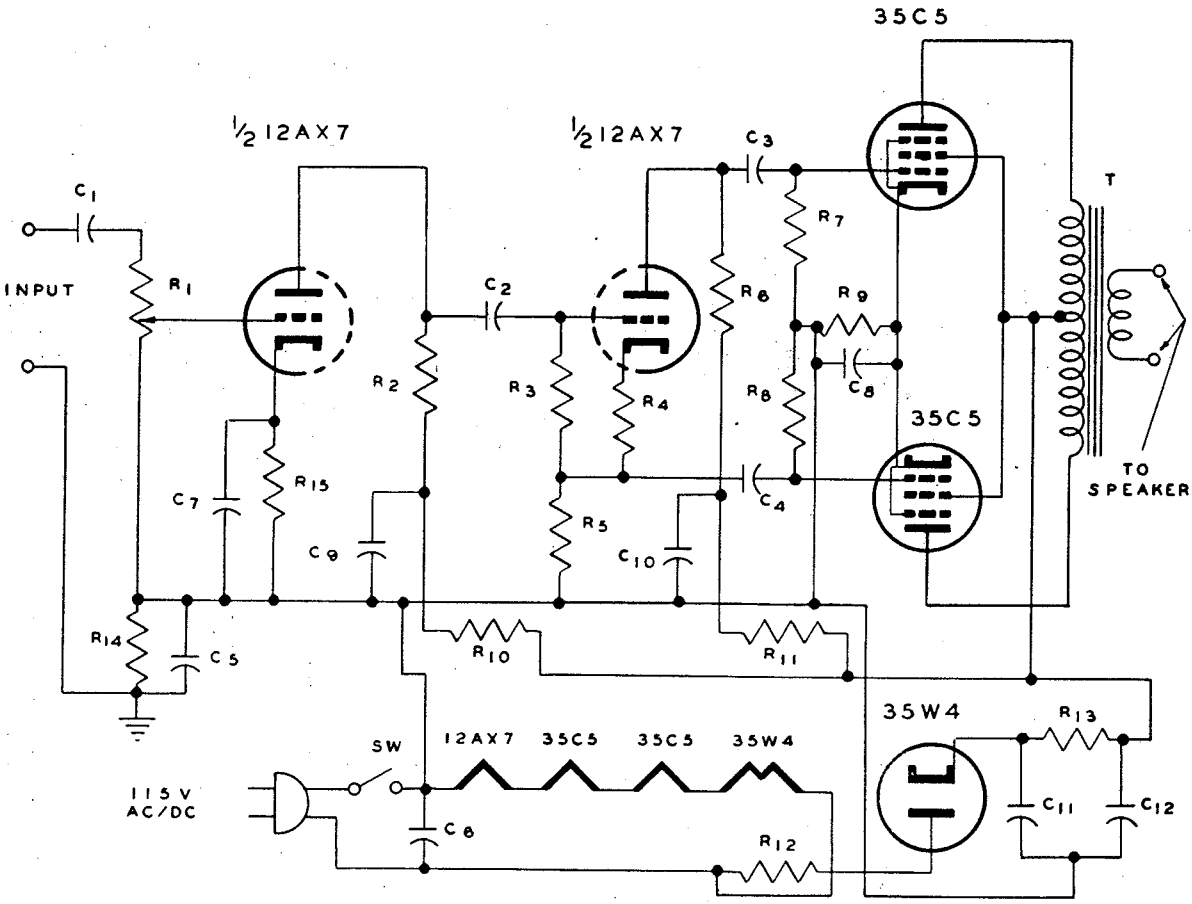 35C5
½ 12AX7
½ 12AX7
C3
C1
T
R7
INPUT
R1
C2
R6
R9
R2
R3
R4
R8
C8
35C5
TO
SPEAKER
C7
R15
C4
R5
C9
C10
R14
C5
R10
R11
35W4
R13
SW
12AX7
35C5
35C5
35W4
115V
AC/DC
C11
C12
C6
R12